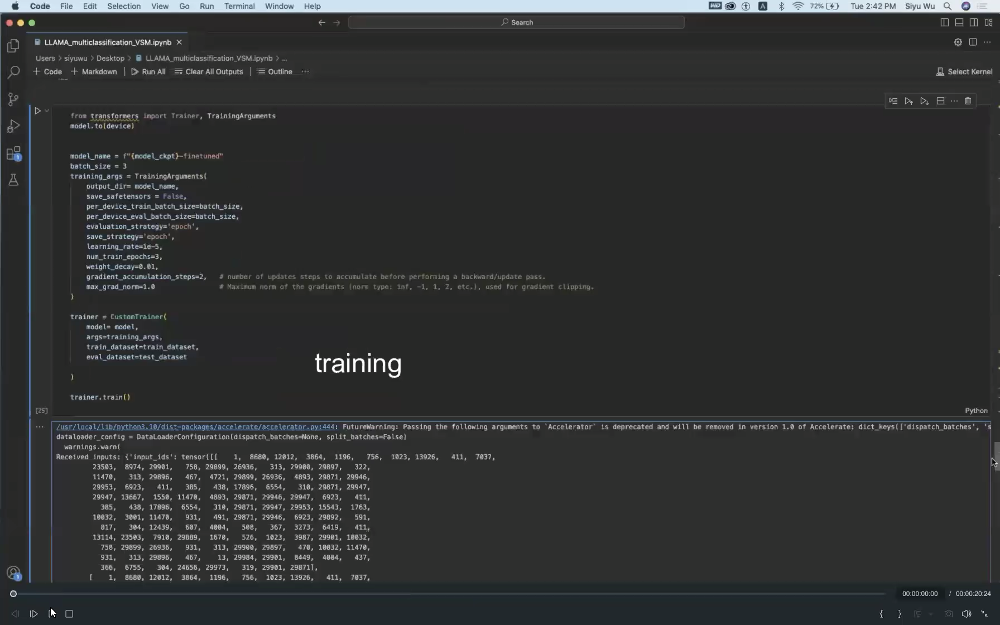 Code File Edit Selection View Go Run Terminal Window Help 72% Tue 2:42 PM Siyu Wu
Search
LLAMA_multiclassification_VSM.ipynb
Users > siyuwu > Desktop > LLAMA_multiclassification_VSM.ipynb > ...
+ Code + Markdown Run All Clear All Outputs Outline ... Select Kernel
from transformers import Trainer, TrainingArguments
model.to(device)
model_name = f"{model_ckpt}-finetuned"
batch_size = 3
training_args = TrainingArguments(
output_dir= model_name,
save_safetensors = False,
per_device_train_batch_size=batch_size,
per_device_eval_batch_size=batch_size,
evaluation_strategy='epoch',
save_strategy='epoch',
learning_rate=1e-5,
num_train_epochs=3,
weight_decay=0.01,
gradient_accumulation_steps=2, # number of updates steps to accumulate before performing a backward/update pass.
max_grad_norm=1.0 # Maximum norm of the gradients (norm type: inf, -1, 1, 2, etc.), used for gradient clipping.
)
trainer = CustomTrainer(
model= model,
args=training_args,
train_dataset=train_dataset,
eval_dataset=test_dataset
training
)
trainer.train()
[25] Python
/usr/local/lib/python3.10/dist-packages/accelerate/accelerator.py:444: FutureWarning: Passing the following arguments to `Accelerator` is deprecated and will be removed in version 1.0 of Accelerate: dict_keys(['dispatch_batches', 's
dataloader_config = DataLoaderConfiguration(dispatch_batches=None, split_batches=False)
warnings.warn(
Received inputs: {'input_ids': tensor([[ 1, 8680, 12012, 3864, 1196, 756, 1023, 13926, 411, 7037,
23503, 8974, 29901, 758, 29899, 26936, 313, 29900, 29897, 322,
11470, 313, 29896, 467, 4721, 29899, 26936, 4893, 29871, 29946,
29953, 6923, 411, 385, 438, 17896, 6554, 310, 29871, 29947,
29947, 13667, 1550, 11470, 4893, 29871, 29946, 29947, 6923, 411,
385, 438, 17896, 6554, 310, 29871, 29947, 29953, 15543, 1763,
10032, 3001, 11470, 931, 491, 29871, 29946, 6923, 29892, 591,
817, 304, 12439, 607, 4004, 508, 367, 3273, 6419, 411,
13114, 23503, 7910, 29889, 1670, 526, 1023, 3987, 29901, 10032,
758, 29899, 26936, 931, 313, 29900, 29897, 470, 10032, 11470,
931, 313, 29896, 467, 13, 29984, 29901, 8449, 4004, 437,
366, 6755, 304, 24656, 29973, 319, 29901, 29871],
[ 1, 8680, 12012, 3864, 1196, 756, 1023, 13926, 411, 7037,
00:00:00:00 / 00:00:20:24